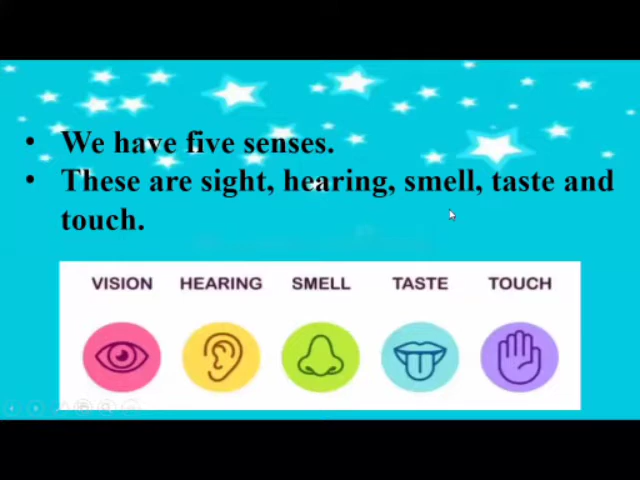 • We have five senses.
• These are sight, hearing, smell, taste and
touch.
VISION HEARING SMELL TASTE TOUCH